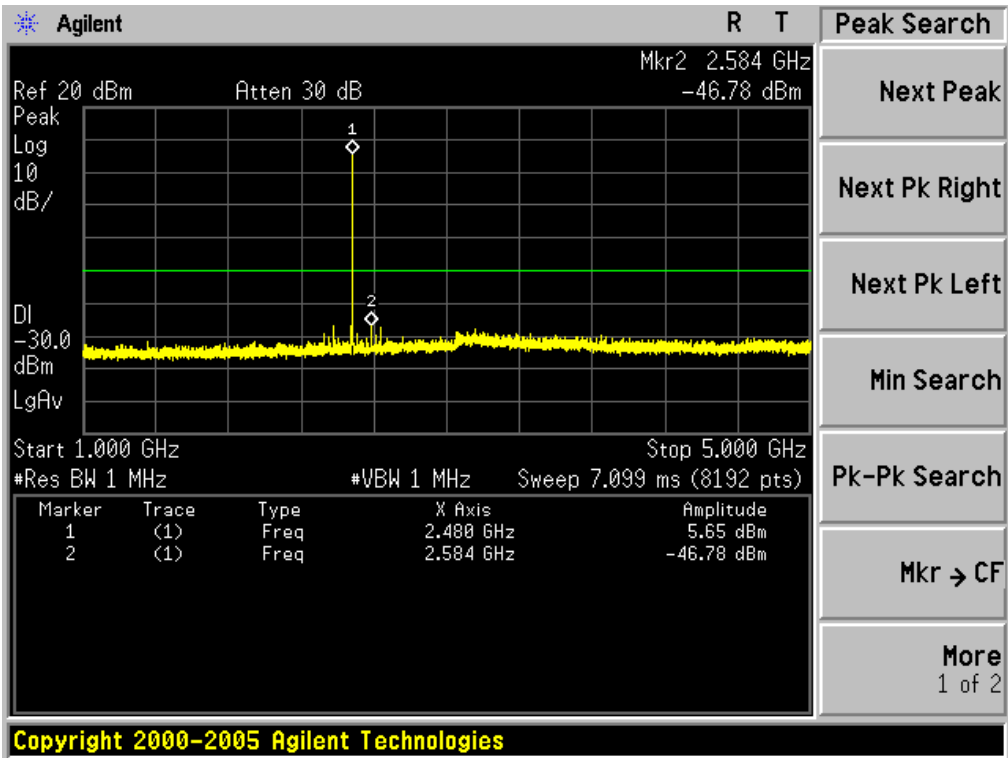 Agilent R T Peak Search
Mkr2 2.584 GHz
Ref 20 dBm Atten 30 dB -46.78 dBm
Peak
Log
10
dB/
1
2
DI
-30.0
dBm
LgAv
Start 1.000 GHz Stop 5.000 GHz
#Res BW 1 MHz #VBW 1 MHz Sweep 7.099 ms (8192 pts)
Marker Trace Type X Axis Amplitude
1 (1) Freq 2.480 GHz 5.65 dBm
2 (1) Freq 2.584 GHz -46.78 dBm
Next Peak
Next Pk Right
Next Pk Left
Min Search
Pk-Pk Search
Mkr → CF
More
1 of 2
Copyright 2000-2005 Agilent Technologies